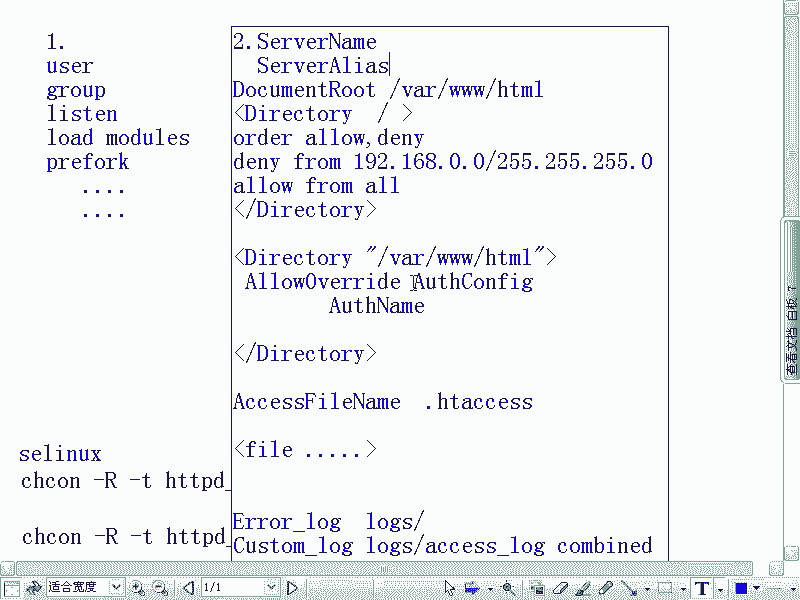 1.
user
group
listen
load modules
prefork
....
....
selinux
chcon -R -t httpd_
chcon -R -t httpd_
2.ServerName
ServerAlias
DocumentRoot /var/www/html
<Directory / >
order allow,deny
deny from 192.168.0.0/255.255.255.0
allow from all
</Directory>
<Directory "/var/www/html">
AllowOverride AuthConfig
AuthName
</Directory>
AccessFileName .htaccess
<file .....>
Error_log logs/
Custom_log logs/access_log combined
查看文档 白板 ?
适合宽度
1/1
T